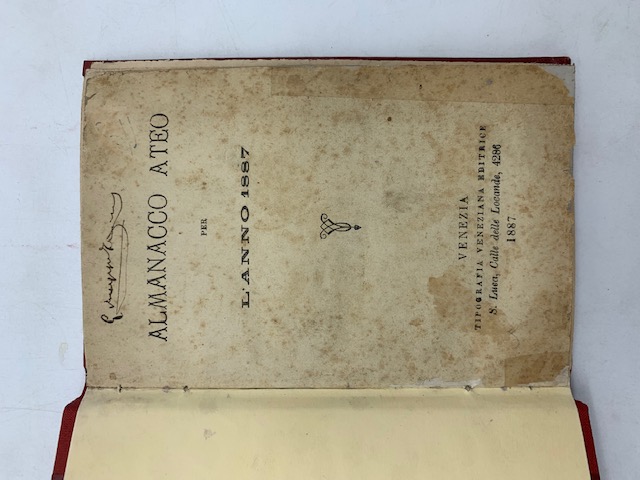 ALMANACCO ATEO
PER
L'ANNO 1887
VENEZIA
TIPOGRAFIA VENEZIANA EDITRICE
S. Luca, Calle delle Locande, 4286
1887